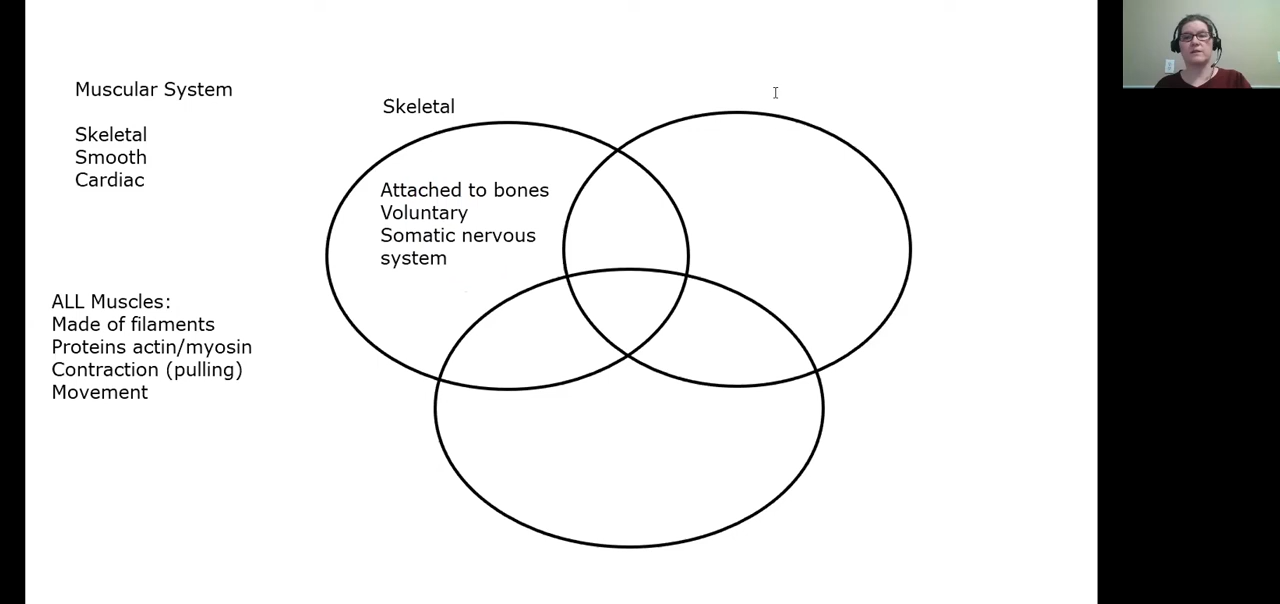 Muscular System
Skeletal
Smooth
Cardiac
ALL Muscles:
Made of filaments
Proteins actin/myosin
Contraction (pulling)
Movement
Skeletal
Attached to bones
Voluntary
Somatic nervous
system